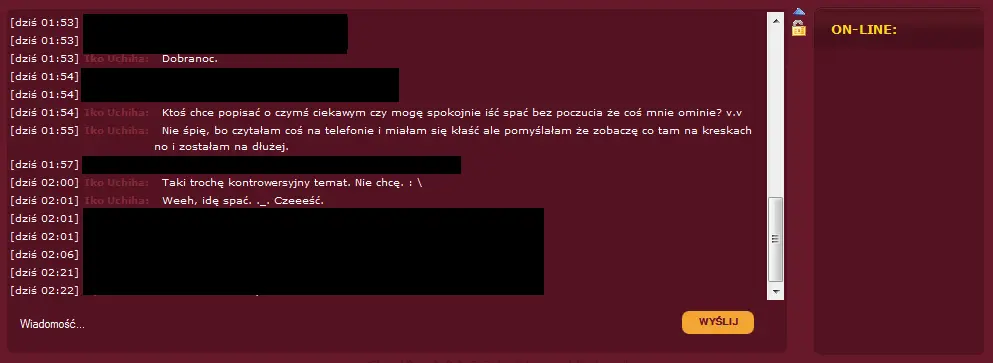 ON-LINE:
[dziś 01:53]
[dziś 01:53]
[dziś 01:53] Iko Uchiha: Dobranoc.
[dziś 01:54]
[dziś 01:54]
[dziś 01:54] Iko Uchiha: Ktoś chce popisać o czymś ciekawym czy mogę spokojnie iść spać bez poczucia że coś mnie ominie? v.v
[dziś 01:55] Iko Uchiha: Nie śpię, bo czytałam coś na telefonie i miałam się kłaść ale pomyślałam że zobaczę co tam na kreskach
no i zostałam na dłużej.
[dziś 01:57]
[dziś 02:00] Iko Uchiha: Taki trochę kontrowersyjny temat. Nie chcę. : \
[dziś 02:01] Iko Uchiha: Weeh, idę spać. ._. Czeeeść.
[dziś 02:01]
[dziś 02:01]
[dziś 02:06]
[dziś 02:21]
[dziś 02:22]
Wiadomość...
WYŚLIJ